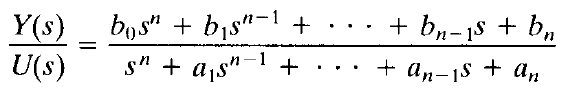 Y(s)/U(s) = (b₀sⁿ + b₁sⁿ⁻¹ + · · · + bₙ₋₁s + bₙ)/(sⁿ + a₁sⁿ⁻¹ + · · · + aₙ₋₁s + aₙ)